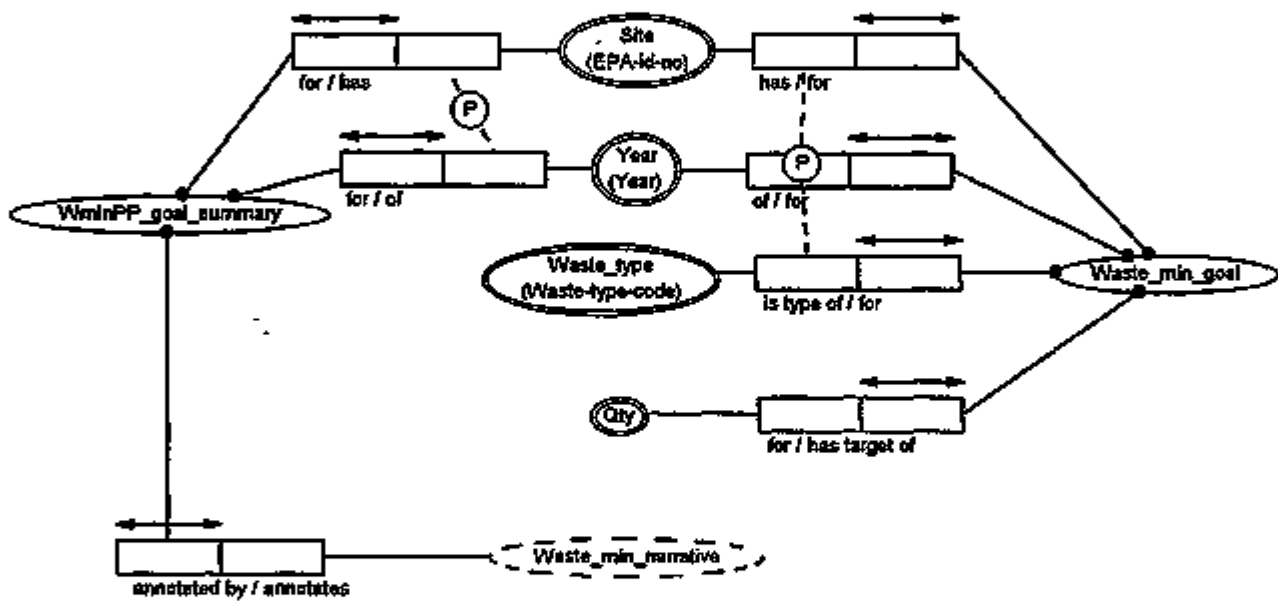 Site
(EPA-id-no)
for / has
has / for
P
Year
(Year)
P
for / of
of / for
WminPP_goal_summary
Waste_type
(Waste-type-code)
Waste_min_goal
is type of / for
Qty
for / has target of
Waste_min_narrative
annotated by / annotates